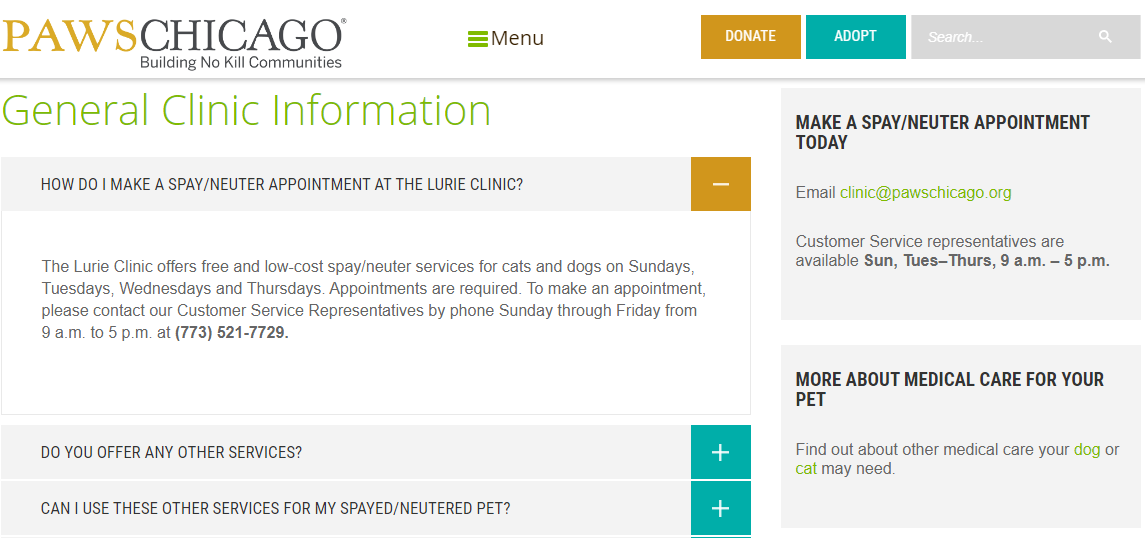 PAWSCHICAGO®
Building No Kill Communities
Menu
DONATE
ADOPT
Search...
General Clinic Information
HOW DO I MAKE A SPAY/NEUTER APPOINTMENT AT THE LURIE CLINIC?
The Lurie Clinic offers free and low-cost spay/neuter services for cats and dogs on Sundays,
Tuesdays, Wednesdays and Thursdays. Appointments are required. To make an appointment,
please contact our Customer Service Representatives by phone Sunday through Friday from
9 a.m. to 5 p.m. at (773) 521-7729.
DO YOU OFFER ANY OTHER SERVICES?
CAN I USE THESE OTHER SERVICES FOR MY SPAYED/NEUTERED PET?
MAKE A SPAY/NEUTER APPOINTMENT
TODAY
Email clinic@pawschicago.org
Customer Service representatives are
available Sun, Tues–Thurs, 9 a.m. – 5 p.m.
MORE ABOUT MEDICAL CARE FOR YOUR
PET
Find out about other medical care your dog or
cat may need.